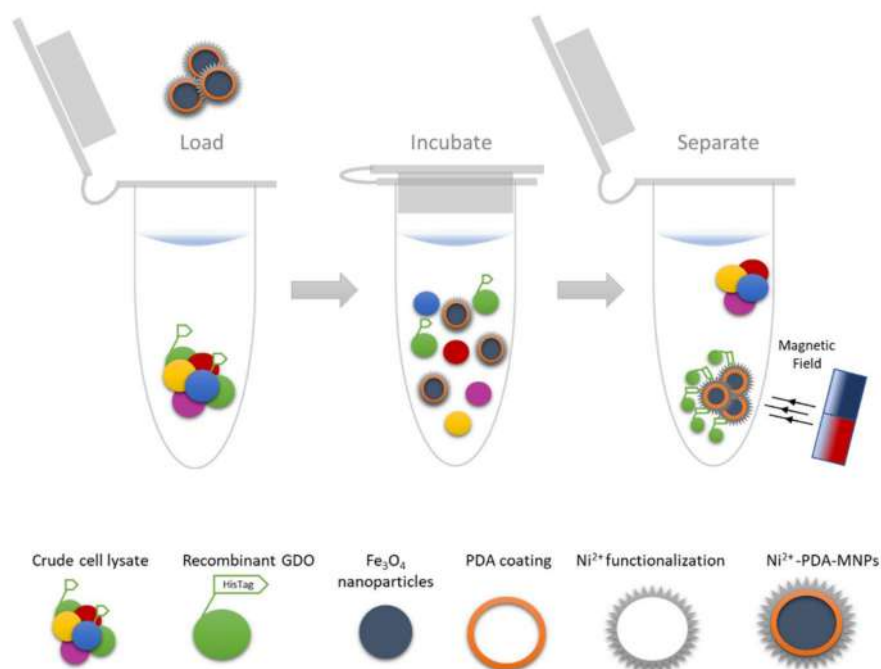 Load
Incubate
Separate
Magnetic
Field
Crude cell lysate
Recombinant GDO
HisTag
Fe₃O₄
nanoparticles
PDA coating
Ni²⁺ functionalization
Ni²⁺-PDA-MNPs